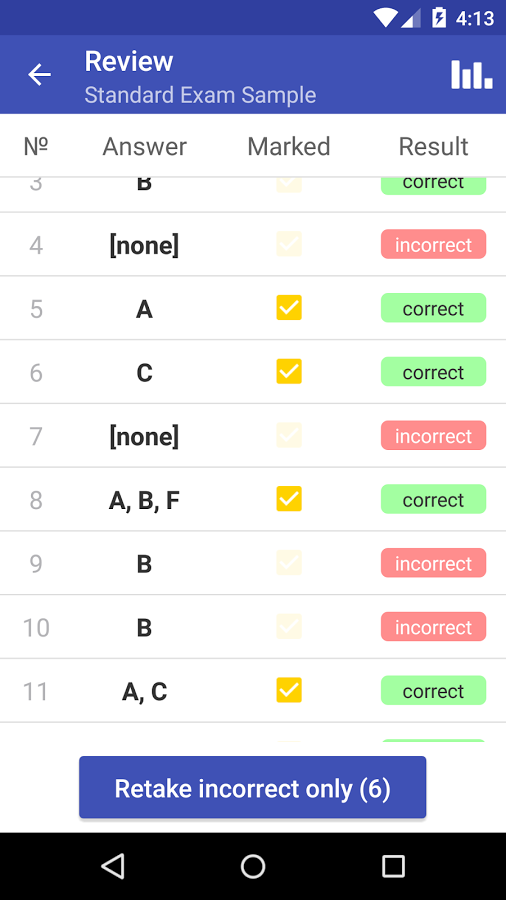 4:13
Review
Standard Exam Sample
№ Answer Marked Result
3 B correct
4 [none] incorrect
5 A correct
6 C correct
7 [none] incorrect
8 A, B, F correct
9 B incorrect
10 B incorrect
11 A, C correct
Retake incorrect only (6)